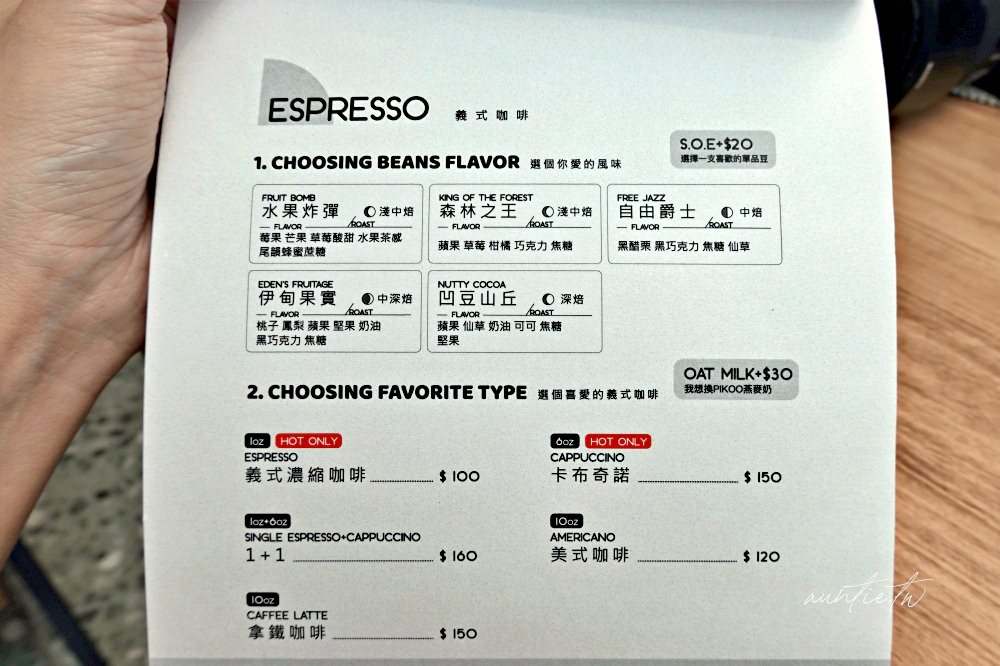 ESPRESSO 義式咖啡
S.O.E+$20
選擇一支喜歡的單品豆
1. CHOOSING BEANS FLAVOR 選個你愛的風味
FRUIT BOMB
水果炸彈 淺中焙
FLAVOR /ROAST
莓果 芒果 草莓酸甜 水果茶感
尾韻蜂蜜蔗糖
KING OF THE FOREST
森林之王 淺中焙
FLAVOR /ROAST
蘋果 草莓 柑橘 巧克力 焦糖
FREE JAZZ
自由爵士 中焙
FLAVOR /ROAST
黑醋栗 黑巧克力 焦糖 仙草
EDEN'S FRUITAGE
伊甸果實 中深焙
FLAVOR /ROAST
桃子 鳳梨 蘋果 堅果 奶油
黑巧克力 焦糖
NUTTY COCOA
凹豆山丘 深焙
FLAVOR /ROAST
蘋果 仙草 奶油 可可 焦糖
堅果
OAT MILK+$30
我想換PIKOO燕麥奶
2. CHOOSING FAVORITE TYPE 選個喜愛的義式咖啡
1oz HOT ONLY
ESPRESSO
義式濃縮咖啡 $ 100
6oz HOT ONLY
CAPPUCCINO
卡布奇諾 $ 150
1oz+6oz
SINGLE ESPRESSO+CAPPUCCINO
1+1 $ 160
10oz
AMERICANO
美式咖啡 $ 120
10oz
CAFFEE LATTE
拿鐵咖啡 $ 150
auntie.tw